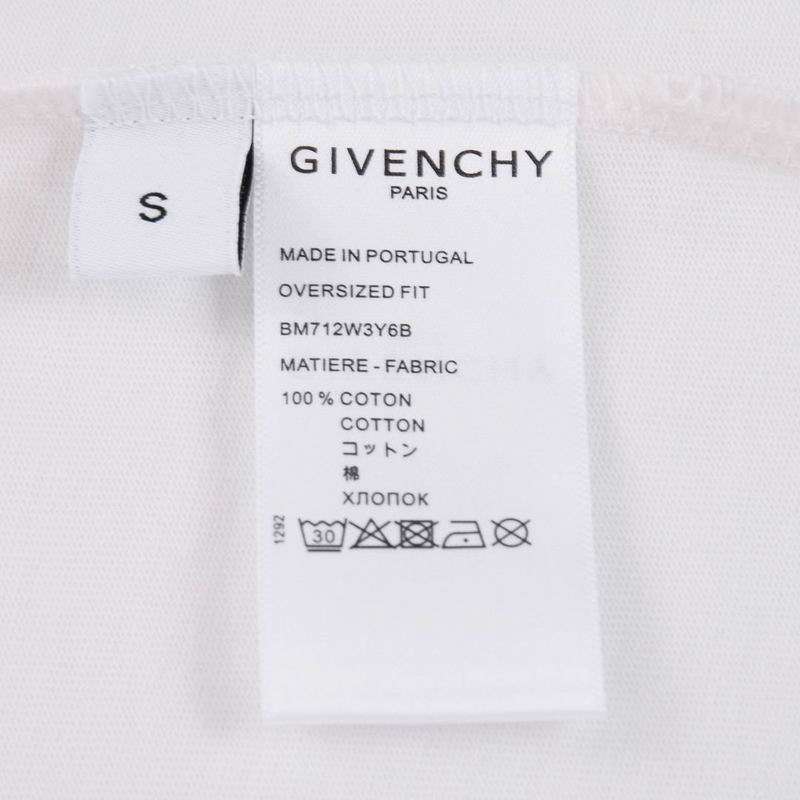 S
GIVENCHY
PARIS
MADE IN PORTUGAL
OVERSIZED FIT
BM712W3Y6B
MATIERE - FABRIC
100 % COTON
COTTON
コットン
棉
ХЛОПОК
1292
30